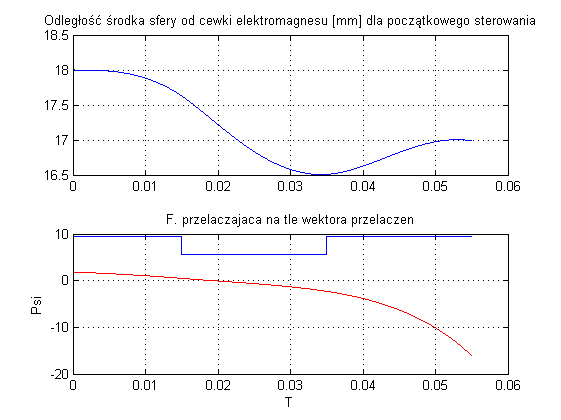 Odległość środka sfery od cewki elektromagnesu [mm] dla początkowego sterowania
18.5
18
17.5
17
16.5
0 0.01 0.02 0.03 0.04 0.05 0.06
F. przelaczajaca na tle wektora przelaczen
10
0
-10
-20
Psi
0 0.01 0.02 0.03 0.04 0.05 0.06
T